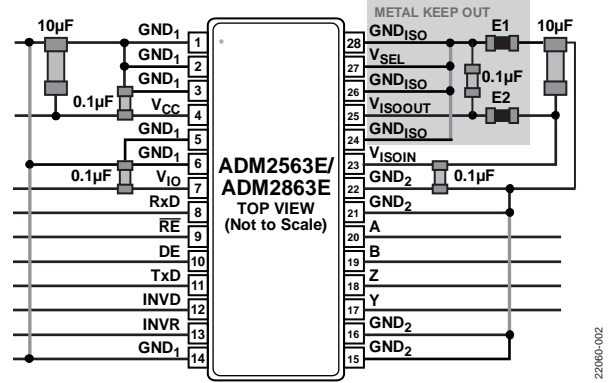 METAL KEEP OUT
10µF
GND1
1
28
GNDISO
E1
10µF
GND1
2
27
VSEL
GND1
3
26
GNDISO
0.1µF
0.1µF
VCC
4
25
VISOOUT
E2
GND1
5
24
GNDISO
GND1
6
23
VISOIN
0.1µF
VIO
7
22
GND2
0.1µF
RxD
8
21
GND2
RE
9
20
A
DE
10
19
B
TxD
11
18
Z
INVD
12
17
Y
INVR
13
16
GND2
GND1
14
15
GND2
ADM2563E/
ADM2863E
TOP VIEW
(Not to Scale)
22060-002